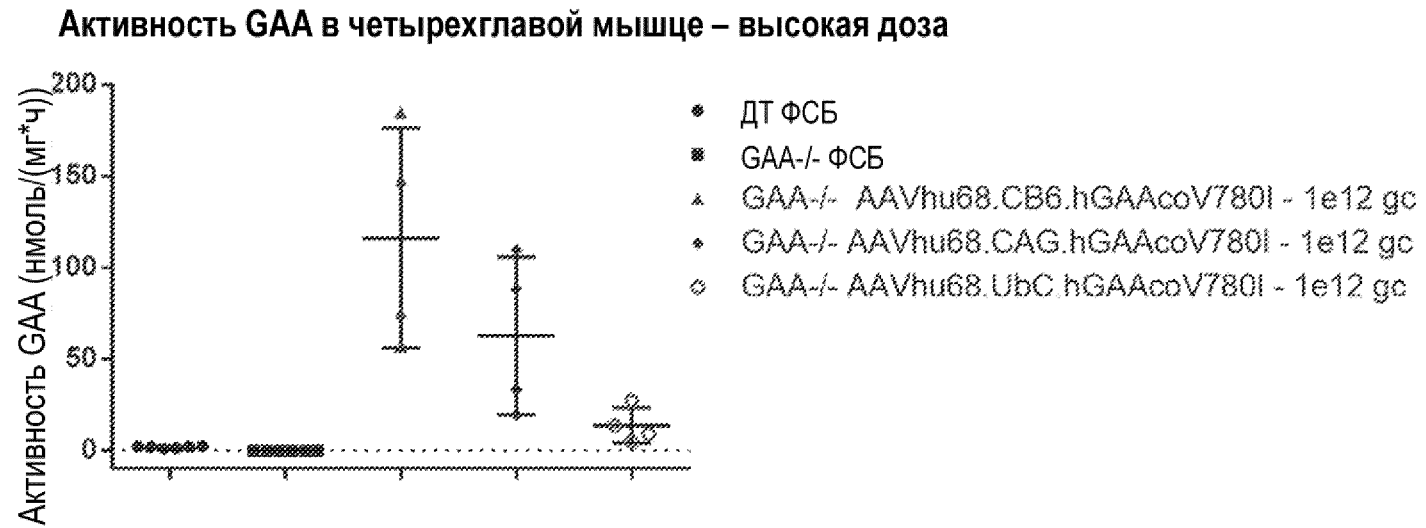 Активность GAA в четырехглавой мышце – высокая доза
Активность GAA (нмоль/(мг*ч))
200
150
100
50
0
ДТ ФСБ
GAA-/- ФСБ
GAA-/- AAVhu68.CB6.hGAAcoV780I - 1e12 gc
GAA-/- AAVhu68.CAG.hGAAcoV780I - 1e12 gc
GAA-/- AAVhu68.UbC.hGAAcoV780I - 1e12 gc